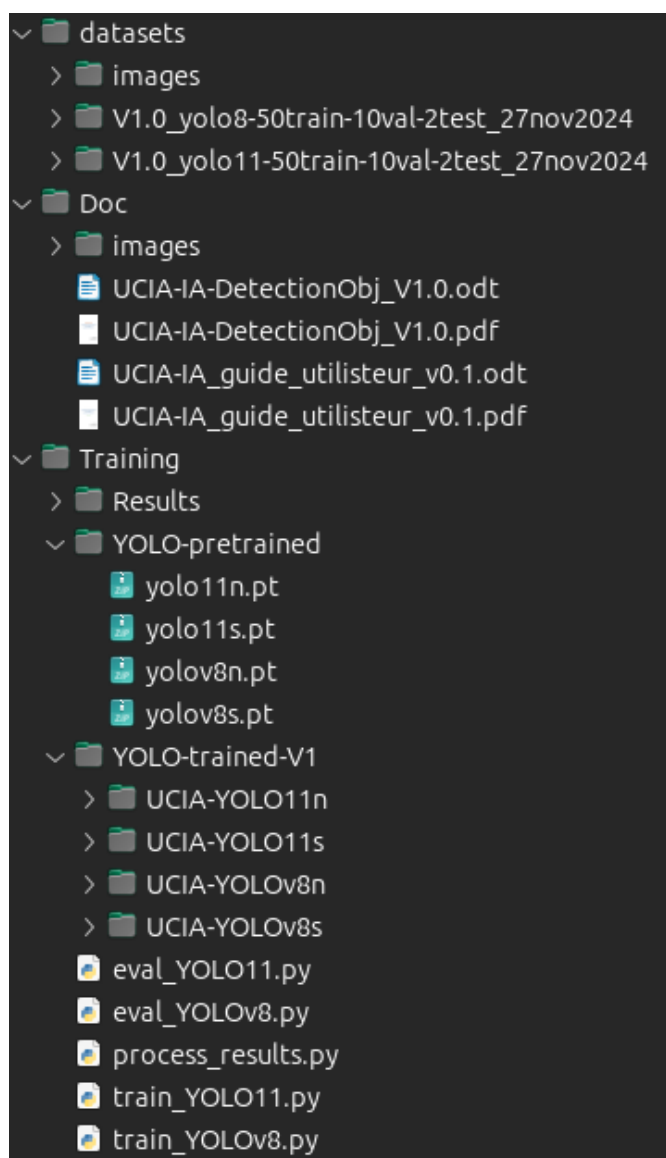 datasets
images
V1.0_yolo8-50train-10val-2test_27nov2024
V1.0_yolo11-50train-10val-2test_27nov2024
Doc
images
UCIA-IA-DetectionObj_V1.0.odt
UCIA-IA-DetectionObj_V1.0.pdf
UCIA-IA_guide_utilisteur_v0.1.odt
UCIA-IA_guide_utilisteur_v0.1.pdf
Training
Results
YOLO-pretrained
yolo11n.pt
yolo11s.pt
yolov8n.pt
yolov8s.pt
YOLO-trained-V1
UCIA-YOLO11n
UCIA-YOLO11s
UCIA-YOLOv8n
UCIA-YOLOv8s
eval_YOLO11.py
eval_YOLOv8.py
process_results.py
train_YOLO11.py
train_YOLOv8.py